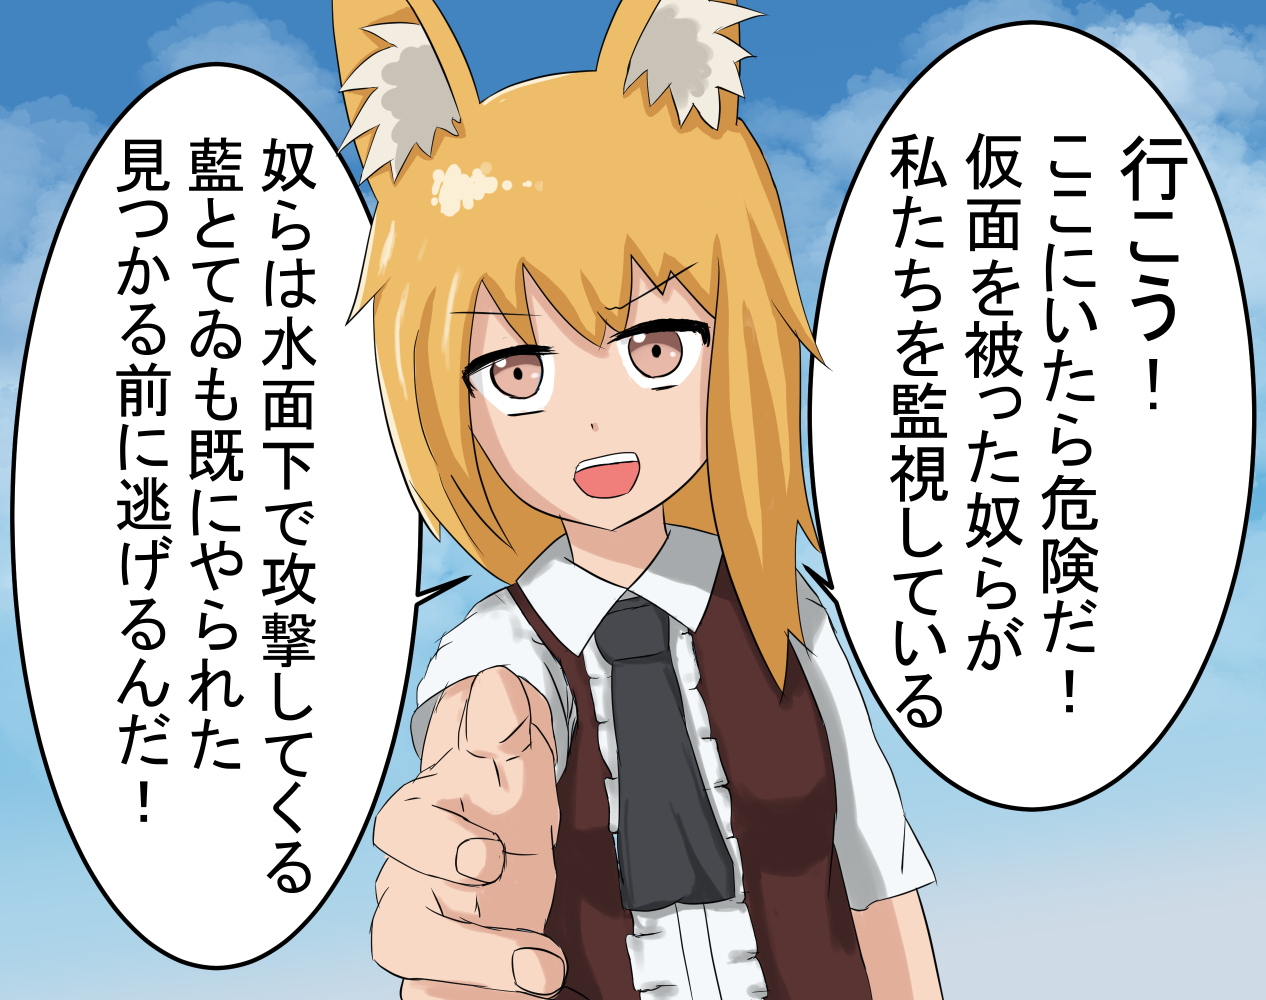 行こう！
ここにいたら危険だ！
仮面を被った奴らが
私たちを監視している
奴らは水面下で攻撃してくる
藍とてゐも既にやられた
見つかる前に逃げるんだ！